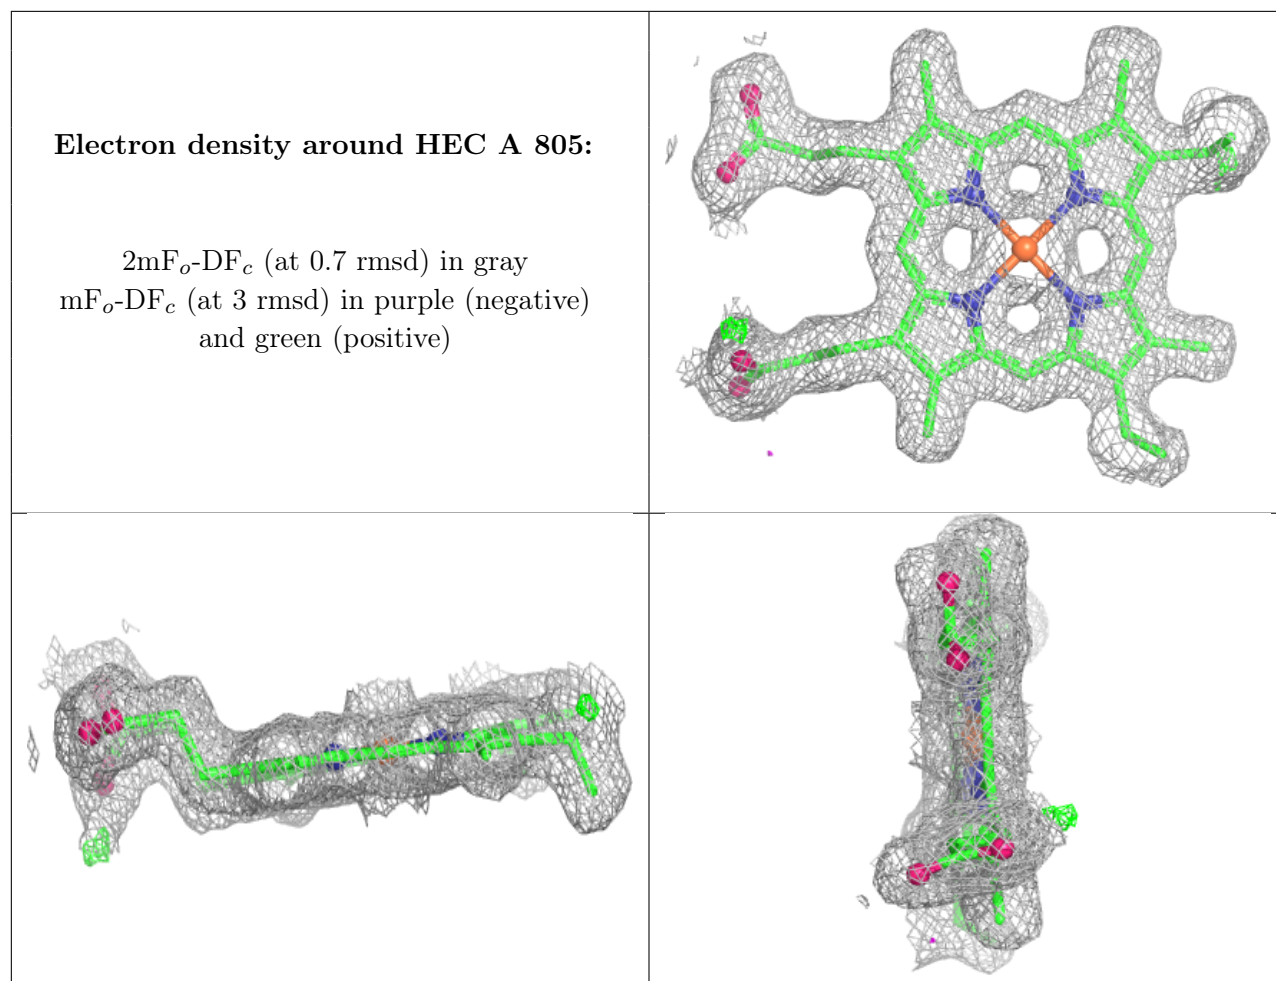 Electron density around HEC A 805:
2mFo-DFc (at 0.7 rmsd) in gray
mFo-DFc (at 3 rmsd) in purple (negative)
and green (positive)